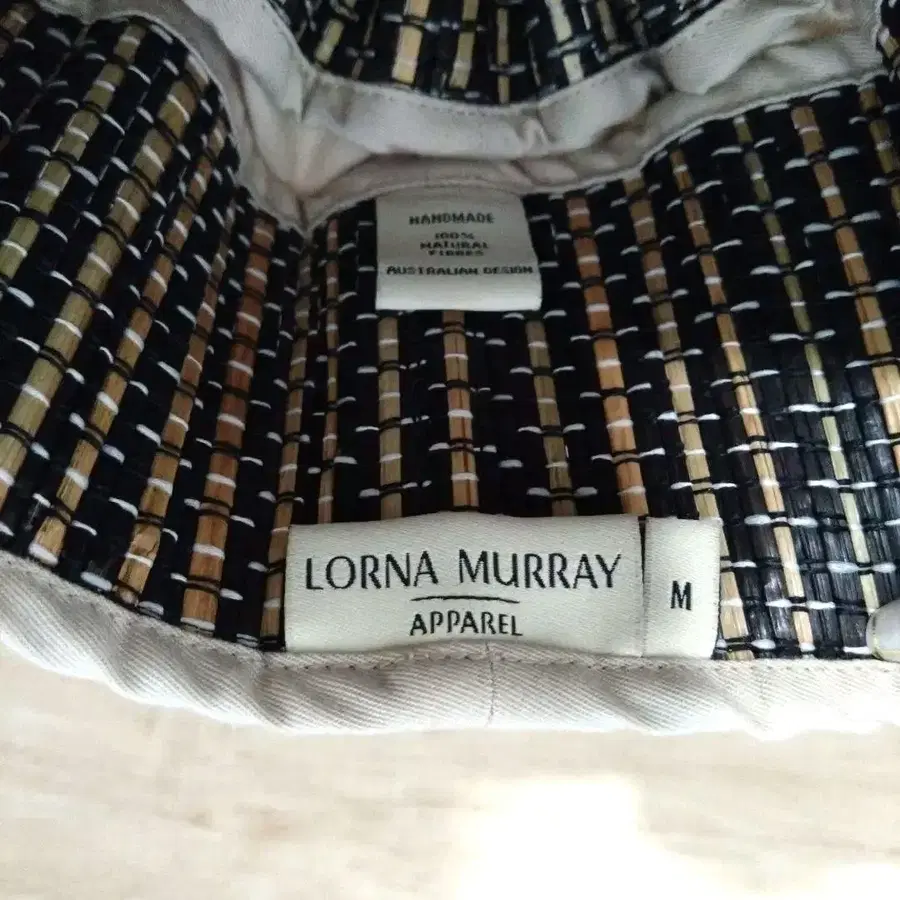 HANDMADE
100%
NATURAL
FIBRES
AUSTRALIAN DESIGN
LORNA MURRAY
APPAREL
M